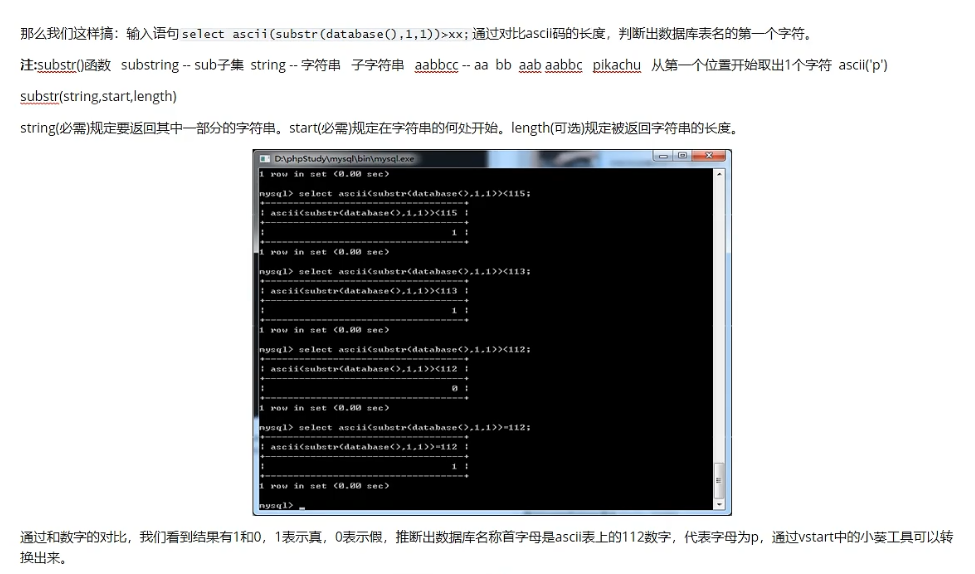 那么我们这样搞：输入语句select ascii(substr(database(),1,1))>xx;通过对比ascii码的长度，判断出数据库表名的第一个字符。
注:substr()函数 substring -- sub子集 string -- 字符串 子字符串 aabbcc -- aa bb aab aabbc pikachu 从第一个位置开始取出1个字符 ascii('p')
substr(string,start,length)
string(必需)规定要返回其中一部分的字符串。start(必需)规定在字符串的何处开始。length(可选)规定被返回字符串的长度。
D:\phpStudy\mysql\bin\mysql.exe
1 row in set (0.00 sec)
mysql> select ascii(substr(database(),1,1))<115;
+-----------------------------------+
| ascii(substr(database(),1,1))<115 |
+-----------------------------------+
| 1 |
+-----------------------------------+
1 row in set (0.00 sec)
mysql> select ascii(substr(database(),1,1))<113;
+-----------------------------------+
| ascii(substr(database(),1,1))<113 |
+-----------------------------------+
| 1 |
+-----------------------------------+
1 row in set (0.00 sec)
mysql> select ascii(substr(database(),1,1))<112;
+-----------------------------------+
| ascii(substr(database(),1,1))<112 |
+-----------------------------------+
| 0 |
+-----------------------------------+
1 row in set (0.00 sec)
mysql> select ascii(substr(database(),1,1))=112;
+-----------------------------------+
| ascii(substr(database(),1,1))=112 |
+-----------------------------------+
| 1 |
+-----------------------------------+
1 row in set (0.00 sec)
mysql> _
通过和数字的对比，我们看到结果有1和0，1表示真，0表示假，推断出数据库名称首字母是ascii表上的112数字，代表字母为p，通过vstart中的小葵工具可以转
换出来。